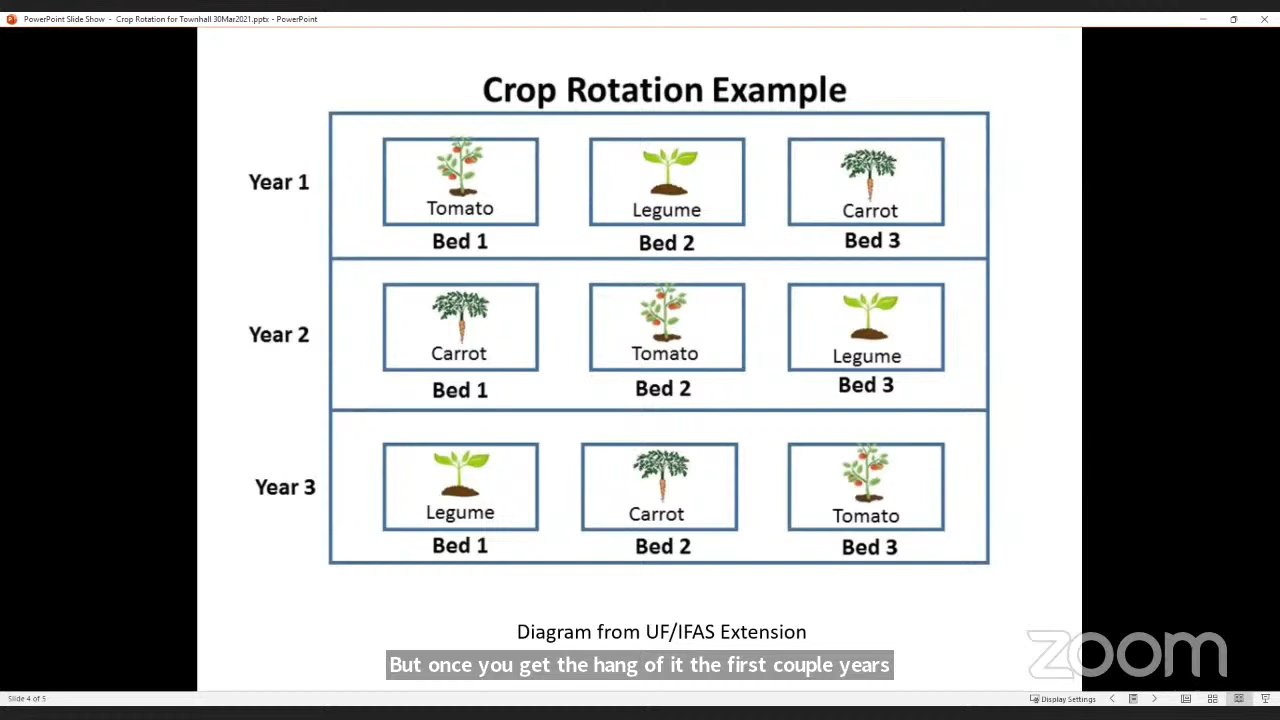 PowerPoint Slide Show - Crop Rotation for Townhall 30Mar2021.pptx - PowerPoint
Crop Rotation Example
Year 1
Tomato
Legume
Carrot
Bed 1
Bed 2
Bed 3
Year 2
Carrot
Tomato
Legume
Bed 1
Bed 2
Bed 3
Year 3
Legume
Carrot
Tomato
Bed 1
Bed 2
Bed 3
Diagram from UF/IFAS Extension
But once you get the hang of it the first couple years
zoom
Slide 4 of 5
Display Settings